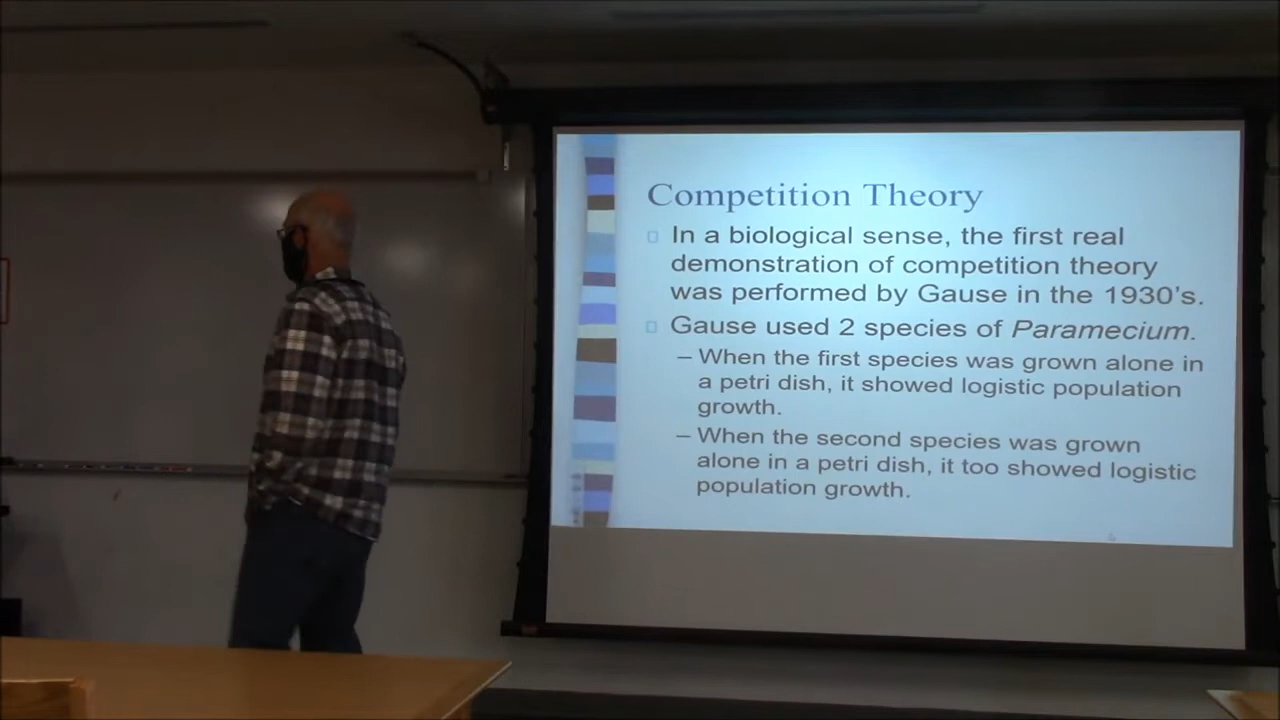 Competition Theory
In a biological sense, the first real
demonstration of competition theory
was performed by Gause in the 1930's.
Gause used 2 species of Paramecium.
– When the first species was grown alone in
a petri dish, it showed logistic population
growth.
– When the second species was grown
alone in a petri dish, it too showed logistic
population growth.